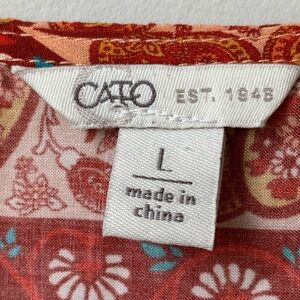 CATO EST. 1946
L
made in
china